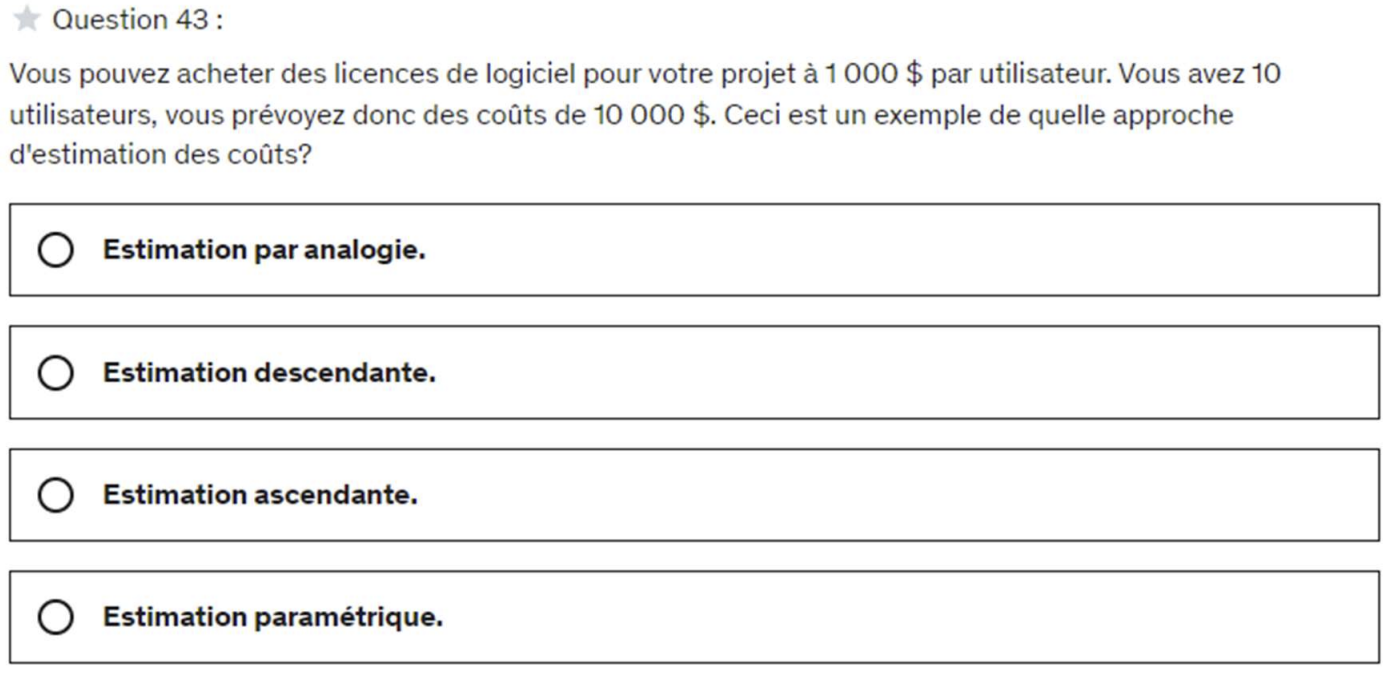 Question 43 :
Vous pouvez acheter des licences de logiciel pour votre projet à 1 000 $ par utilisateur. Vous avez 10
utilisateurs, vous prévoyez donc des coûts de 10 000 $. Ceci est un exemple de quelle approche
d'estimation des coûts?
Estimation par analogie.
Estimation descendante.
Estimation ascendante.
Estimation paramétrique.